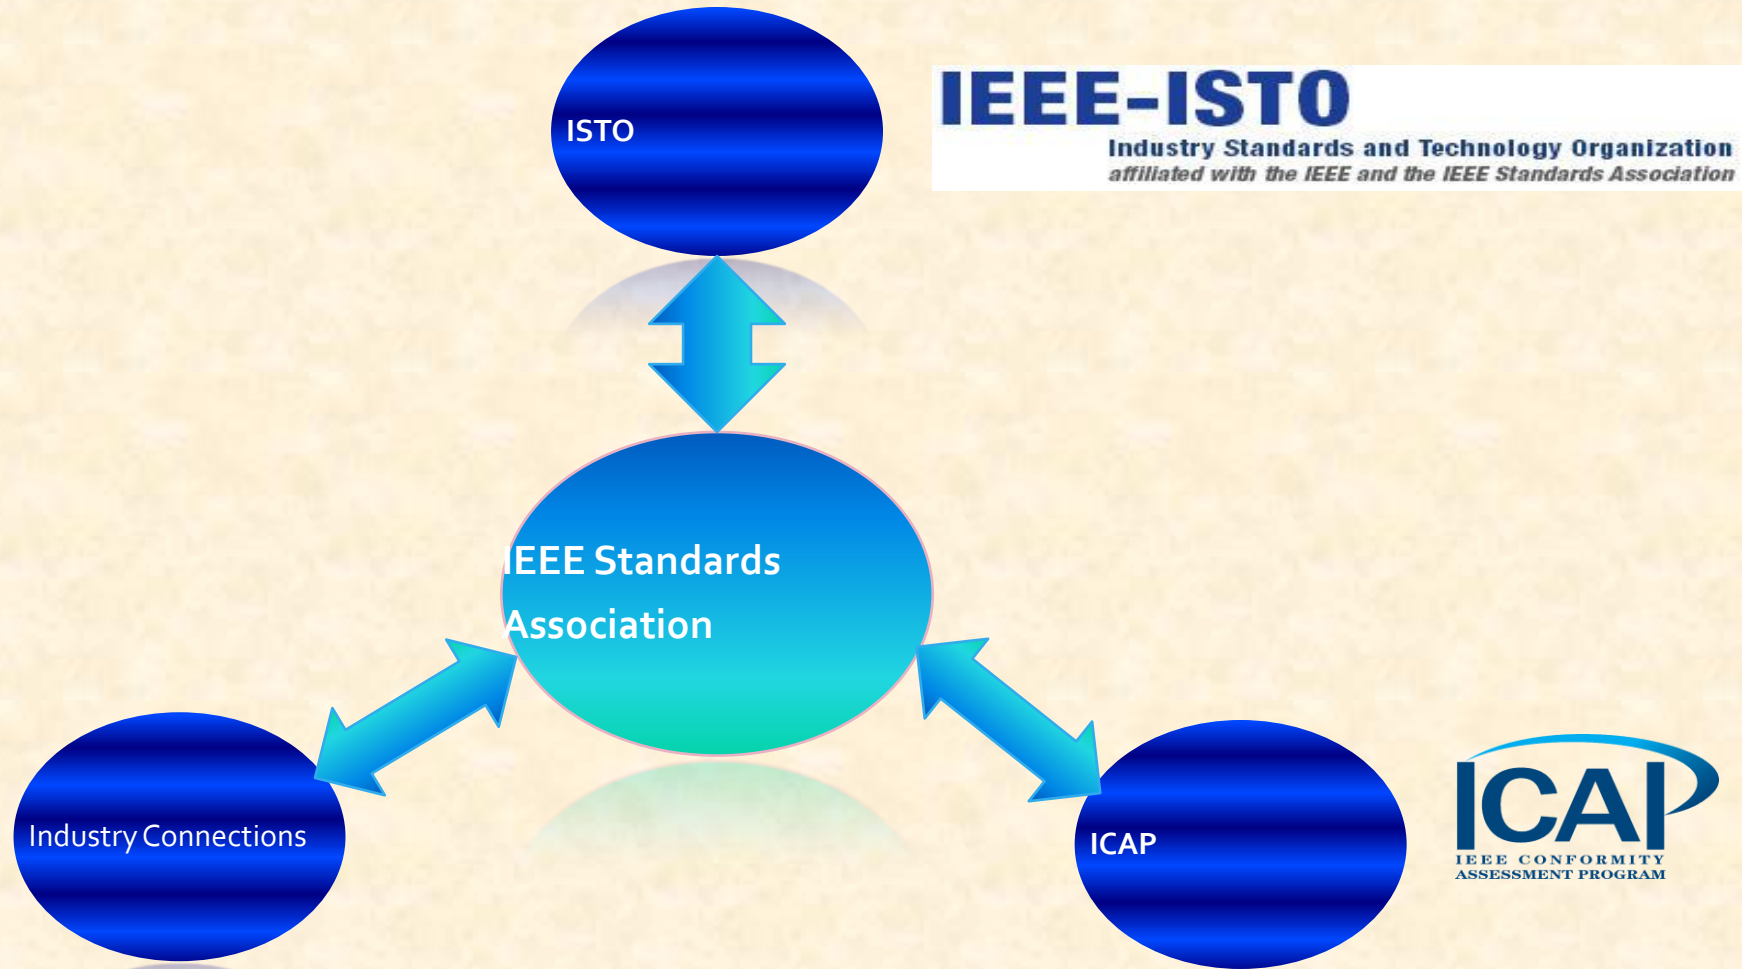 ISTO
IEEE-ISTO
Industry Standards and Technology Organization
affiliated with the IEEE and the IEEE Standards Association
IEEE Standards
Association
Industry Connections
ICAP
ICAP
IEEE CONFORMITY
ASSESSMENT PROGRAM